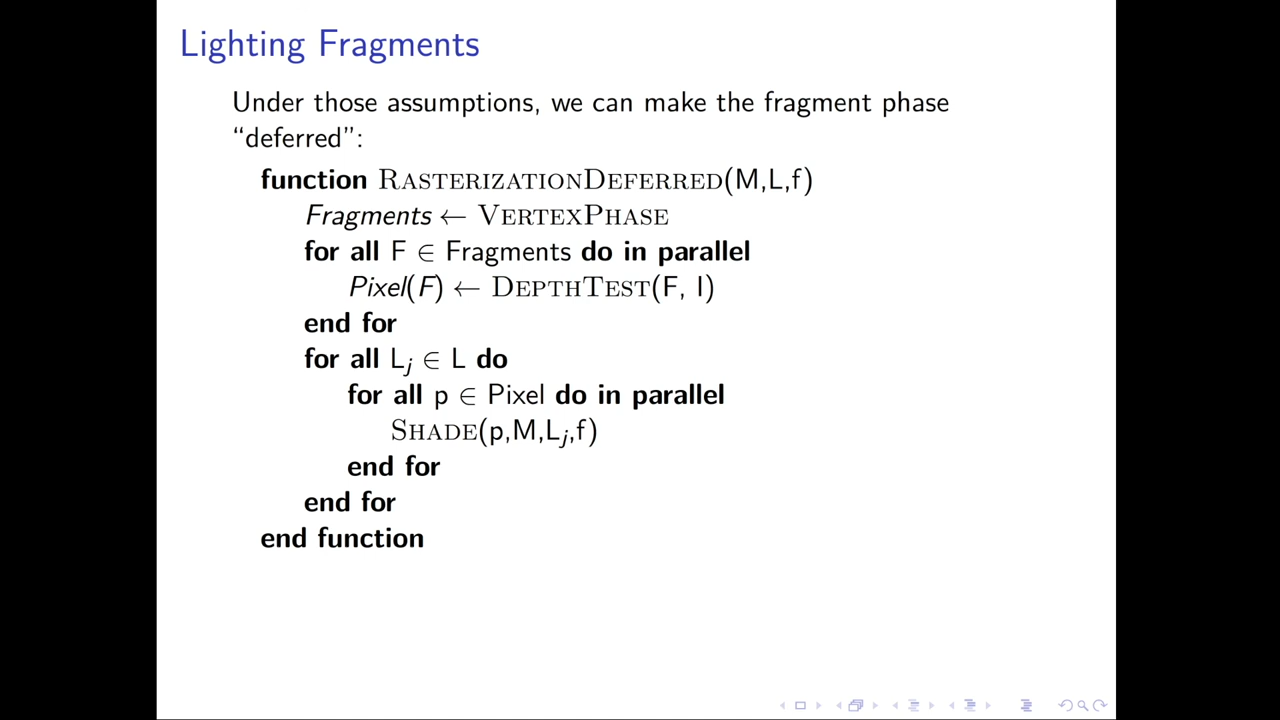 Lighting Fragments
Under those assumptions, we can make the fragment phase
“deferred”:
function RasterizationDeferred(M,L,f)
Fragments ← VertexPhase
for all F ∈ Fragments do in parallel
Pixel(F) ← DepthTest(F, I)
end for
for all Lj ∈ L do
for all p ∈ Pixel do in parallel
Shade(p,M,Lj,f)
end for
end for
end function